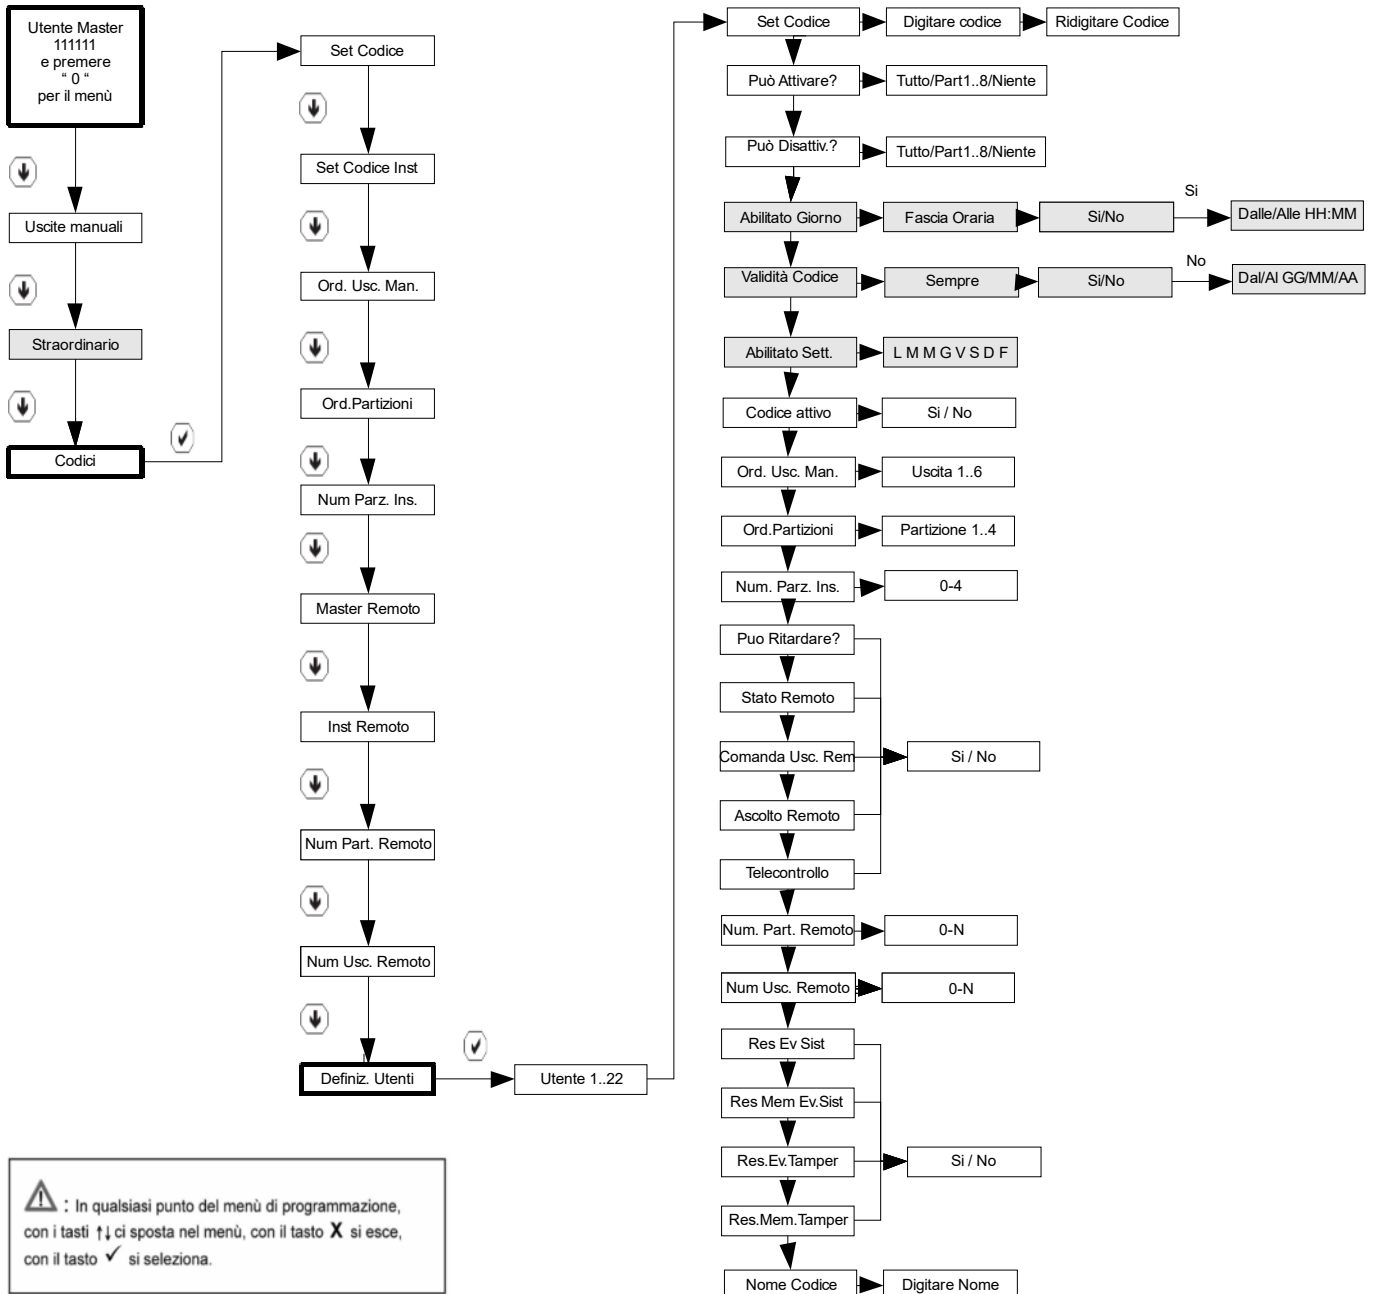 Utente Master
111111
e premere
“ 0 “
per il menù
Uscite manuali
Straordinario
Codici
Set Codice
Set Codice Inst
Ord. Usc. Man.
Ord.Partizioni
Num Parz. Ins.
Master Remoto
Inst Remoto
Num Part. Remoto
Num Usc. Remoto
Definiz. Utenti
Utente 1..22
Set Codice
Digitare codice
Ridigitare Codice
Può Attivare?
Tutto/Part1..8/Niente
Può Disattiv.?
Tutto/Part1..8/Niente
Abilitato Giorno
Fascia Oraria
Si/No
Si
Dalle/Alle HH:MM
Validità Codice
Sempre
Si/No
No
Dal/Al GG/MM/AA
Abilitato Sett.
L M M G V S D F
Codice attivo
Si / No
Ord. Usc. Man.
Uscita 1..6
Ord.Partizioni
Partizione 1..4
Num. Parz. Ins.
0-4
Puo Ritardare?
Stato Remoto
Comanda Usc. Rem
Si / No
Ascolto Remoto
Telecontrollo
Num. Part. Remoto
0-N
Num Usc. Remoto
0-N
Res Ev Sist
Res Mem Ev.Sist
Res.Ev.Tamper
Si / No
Res.Mem.Tamper
Nome Codice
Digitare Nome
: In qualsiasi punto del menù di programmazione,
con i tasti ↑↓ ci sposta nel menù, con il tasto X si esce,
con il tasto ✓ si seleziona.